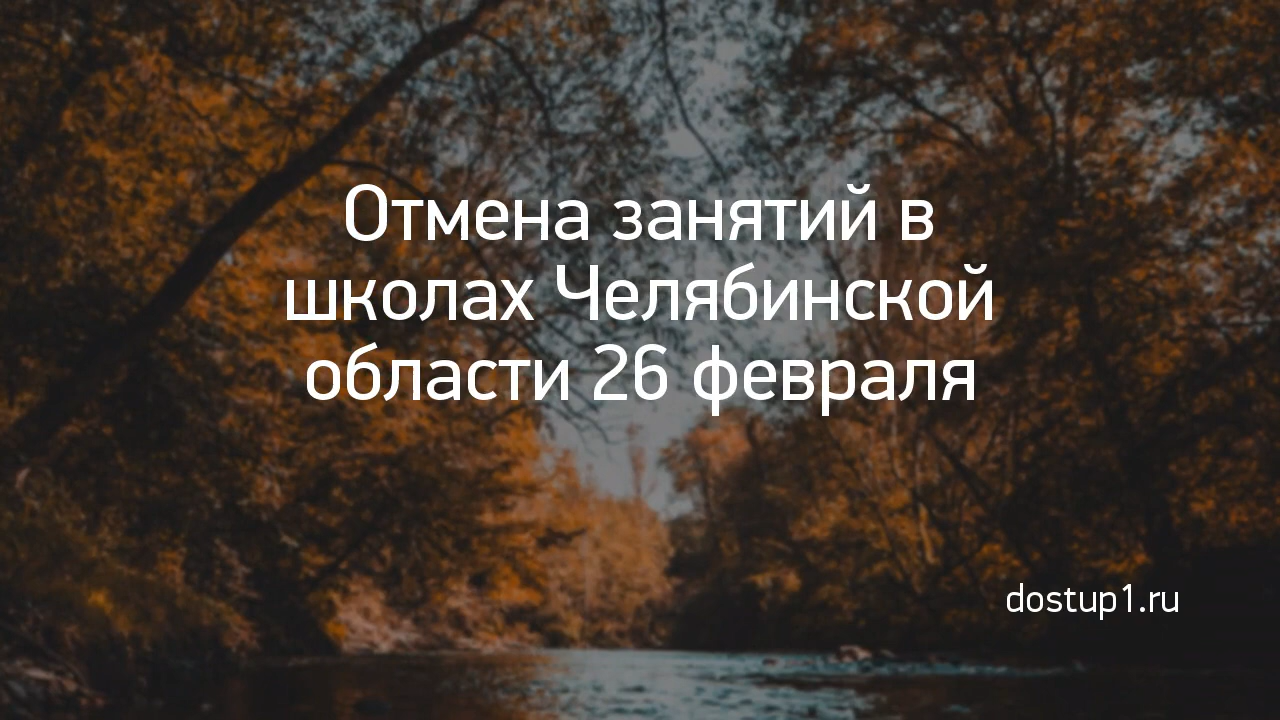 Отмена занятий в
школах Челябинской
области 26 февраля
dostup1.ru